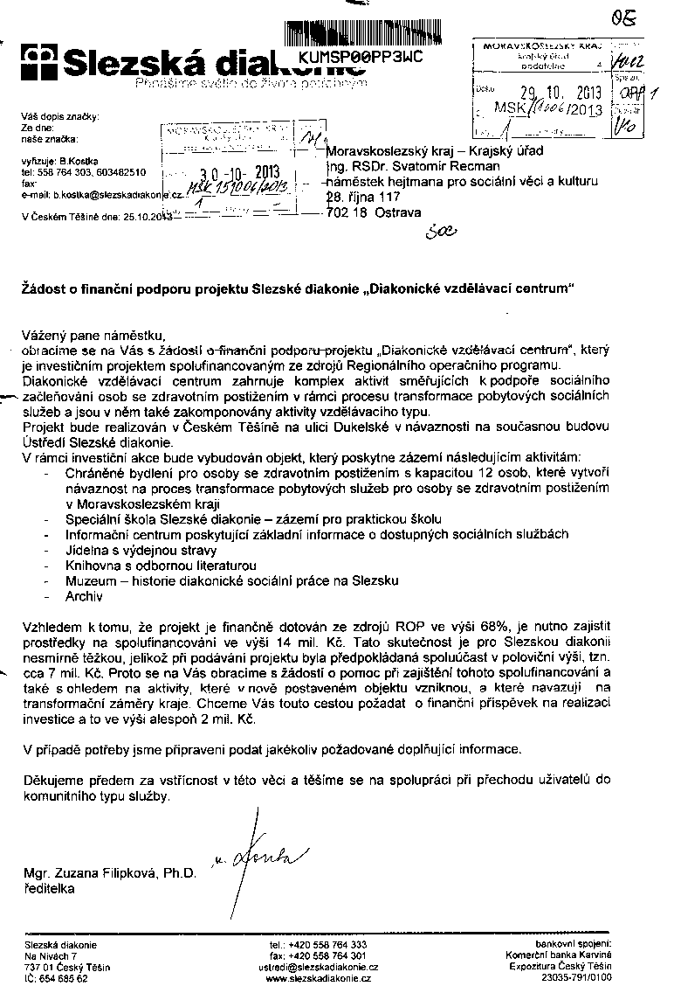 OE
KUMSP00PP3WC
Slezská diakonie
Přinášíme světlo do života potřebným
MORAVSKOSLEZSKÝ KRAJ
krajský úřad
podatelna 4
Došlo 29. 10. 2013
MSK/ /2013
1
Váš dopis značky:
Ze dne:
naše značka:
MORAVSKOSLEZSKÝ KRAJ
30 -10- 2013
MSK 151006/2013
1
vyřizuje: B.Kostka
tel: 558 764 303, 603482510
fax:
e-mail: b.kostka@slezskadiakonie.cz
V Českém Těšíně dne: 25.10.2013
Moravskoslezský kraj – Krajský úřad
Ing. RSDr. Svatomír Recman
náměstek hejtmana pro sociální věci a kulturu
28. října 117
702 18 Ostrava
Žádost o finanční podporu projektu Slezské diakonie „Diakonické vzdělávací centrum“
Vážený pane náměstku,
obracíme se na Vás s žádostí o finanční podporu projektu „Diakonické vzdělávací centrum“, který
je investičním projektem spolufinancovaným ze zdrojů Regionálního operačního programu.
Diakonické vzdělávací centrum zahrnuje komplex aktivit směřujících k podpoře sociálního
začleňování osob se zdravotním postižením v rámci procesu transformace pobytových sociálních
služeb a jsou v něm také zakomponovány aktivity vzdělávacího typu.
Projekt bude realizován v Českém Těšíně na ulici Dukelské v návaznosti na současnou budovu
Ústředí Slezské diakonie.
V rámci investiční akce bude vybudován objekt, který poskytne zázemí následujícím aktivitám:
- Chráněné bydlení pro osoby se zdravotním postižením s kapacitou 12 osob, které vytvoří
návaznost na proces transformace pobytových služeb pro osoby se zdravotním postižením
v Moravskoslezském kraji
- Speciální škola Slezské diakonie – zázemí pro praktickou školu
- Informační centrum poskytující základní informace o dostupných sociálních službách
- Jídelna s výdejnou stravy
- Knihovna s odbornou literaturou
- Muzeum – historie diakonické sociální práce na Slezsku
- Archiv
Vzhledem k tomu, že projekt je finančně dotován ze zdrojů ROP ve výši 68%, je nutno zajistit
prostředky na spolufinancování ve výší 14 mil. Kč. Tato skutečnost je pro Slezskou diakonii
nesmírně těžkou, jelikož při podávání projektu byla předpokládaná spoluúčast v poloviční výši, tzn.
cca 7 mil. Kč. Proto se na Vás obracíme s žádostí o pomoc při zajištění tohoto spolufinancování a
také s ohledem na aktivity, které v nově postaveném objektu vzniknou, a které navazují na
transformační záměry kraje. Chceme Vás touto cestou požádat o finanční příspěvek na realizaci
investice a to ve výši alespoň 2 mil. Kč.
V případě potřeby jsme připraveni podat jakékoliv požadované doplňující informace.
Děkujeme předem za vstřícnost v této věci a těšíme se na spolupráci při přechodu uživatelů do
komunitního typu služby.
Mgr. Zuzana Filipková, Ph.D.
ředitelka
Slezská diakonie
Na Nivách 7
737 01 Český Těšín
IČ: 654 685 62
tel.: +420 558 764 333
fax: +420 558 764 301
ustredi@slezskadiakonie.cz
www.slezskadiakonie.cz
bankovní spojení:
Komerční banka Karviná
Expozitura Český Těšín
23035-791/0100